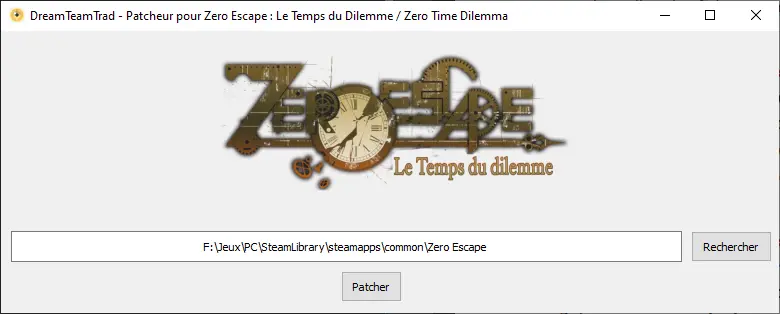 DreamTeamTrad - Patcheur pour Zero Escape : Le Temps du Dilemme / Zero Time Dilemma
ZERO ESCAPE
Le Temps du dilemme
F:\Jeux\PC\SteamLibrary\steamapps\common\Zero Escape
Rechercher
Patcher